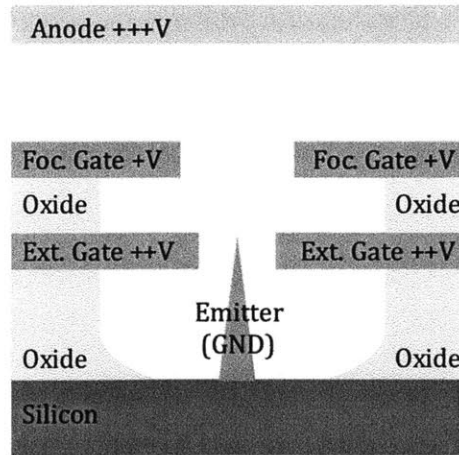 Anode +++V
Foc. Gate +V Foc. Gate +V
Oxide Oxide
Ext. Gate ++V Ext. Gate ++V
Emitter
(GND)
Oxide Oxide
Silicon